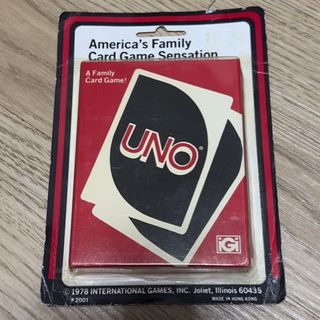 America's Family
Card Game Sensation
A Family
Card Game!
UNO®
iGi
© 1978 INTERNATIONAL GAMES, INC. Joliet, Illinois 60435
# 2001
MADE IN HONG KONG